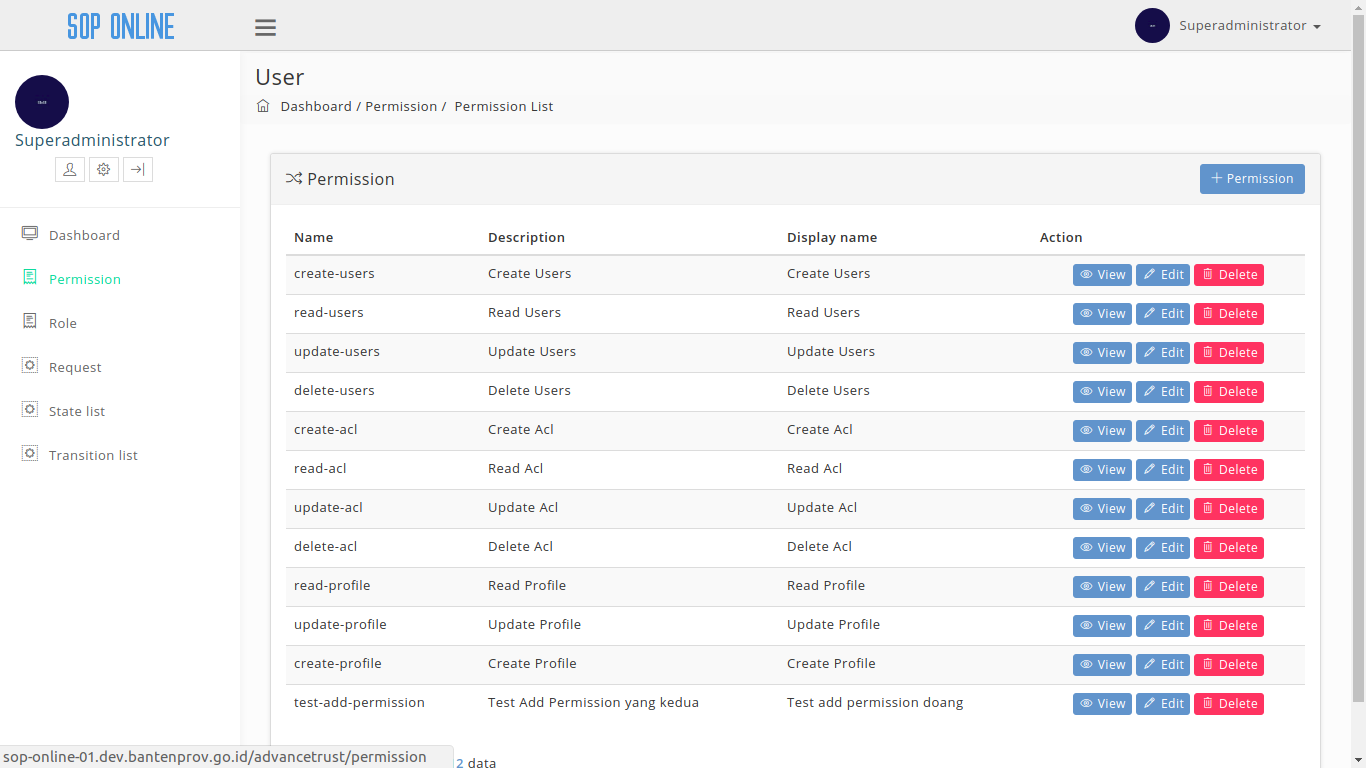 SOP ONLINE
Superadministrator
Superadministrator
User
Dashboard / Permission / Permission List
Dashboard
Permission
Role
Request
State list
Transition list
Permission
+ Permission
Name Description Display name Action
create-users Create Users Create Users View Edit Delete
read-users Read Users Read Users View Edit Delete
update-users Update Users Update Users View Edit Delete
delete-users Delete Users Delete Users View Edit Delete
create-acl Create Acl Create Acl View Edit Delete
read-acl Read Acl Read Acl View Edit Delete
update-acl Update Acl Update Acl View Edit Delete
delete-acl Delete Acl Delete Acl View Edit Delete
read-profile Read Profile Read Profile View Edit Delete
update-profile Update Profile Update Profile View Edit Delete
create-profile Create Profile Create Profile View Edit Delete
test-add-permission Test Add Permission yang kedua Test add permission doang View Edit Delete
sop-online-01.dev.bantenprov.go.id/advancetrust/permission
2 data